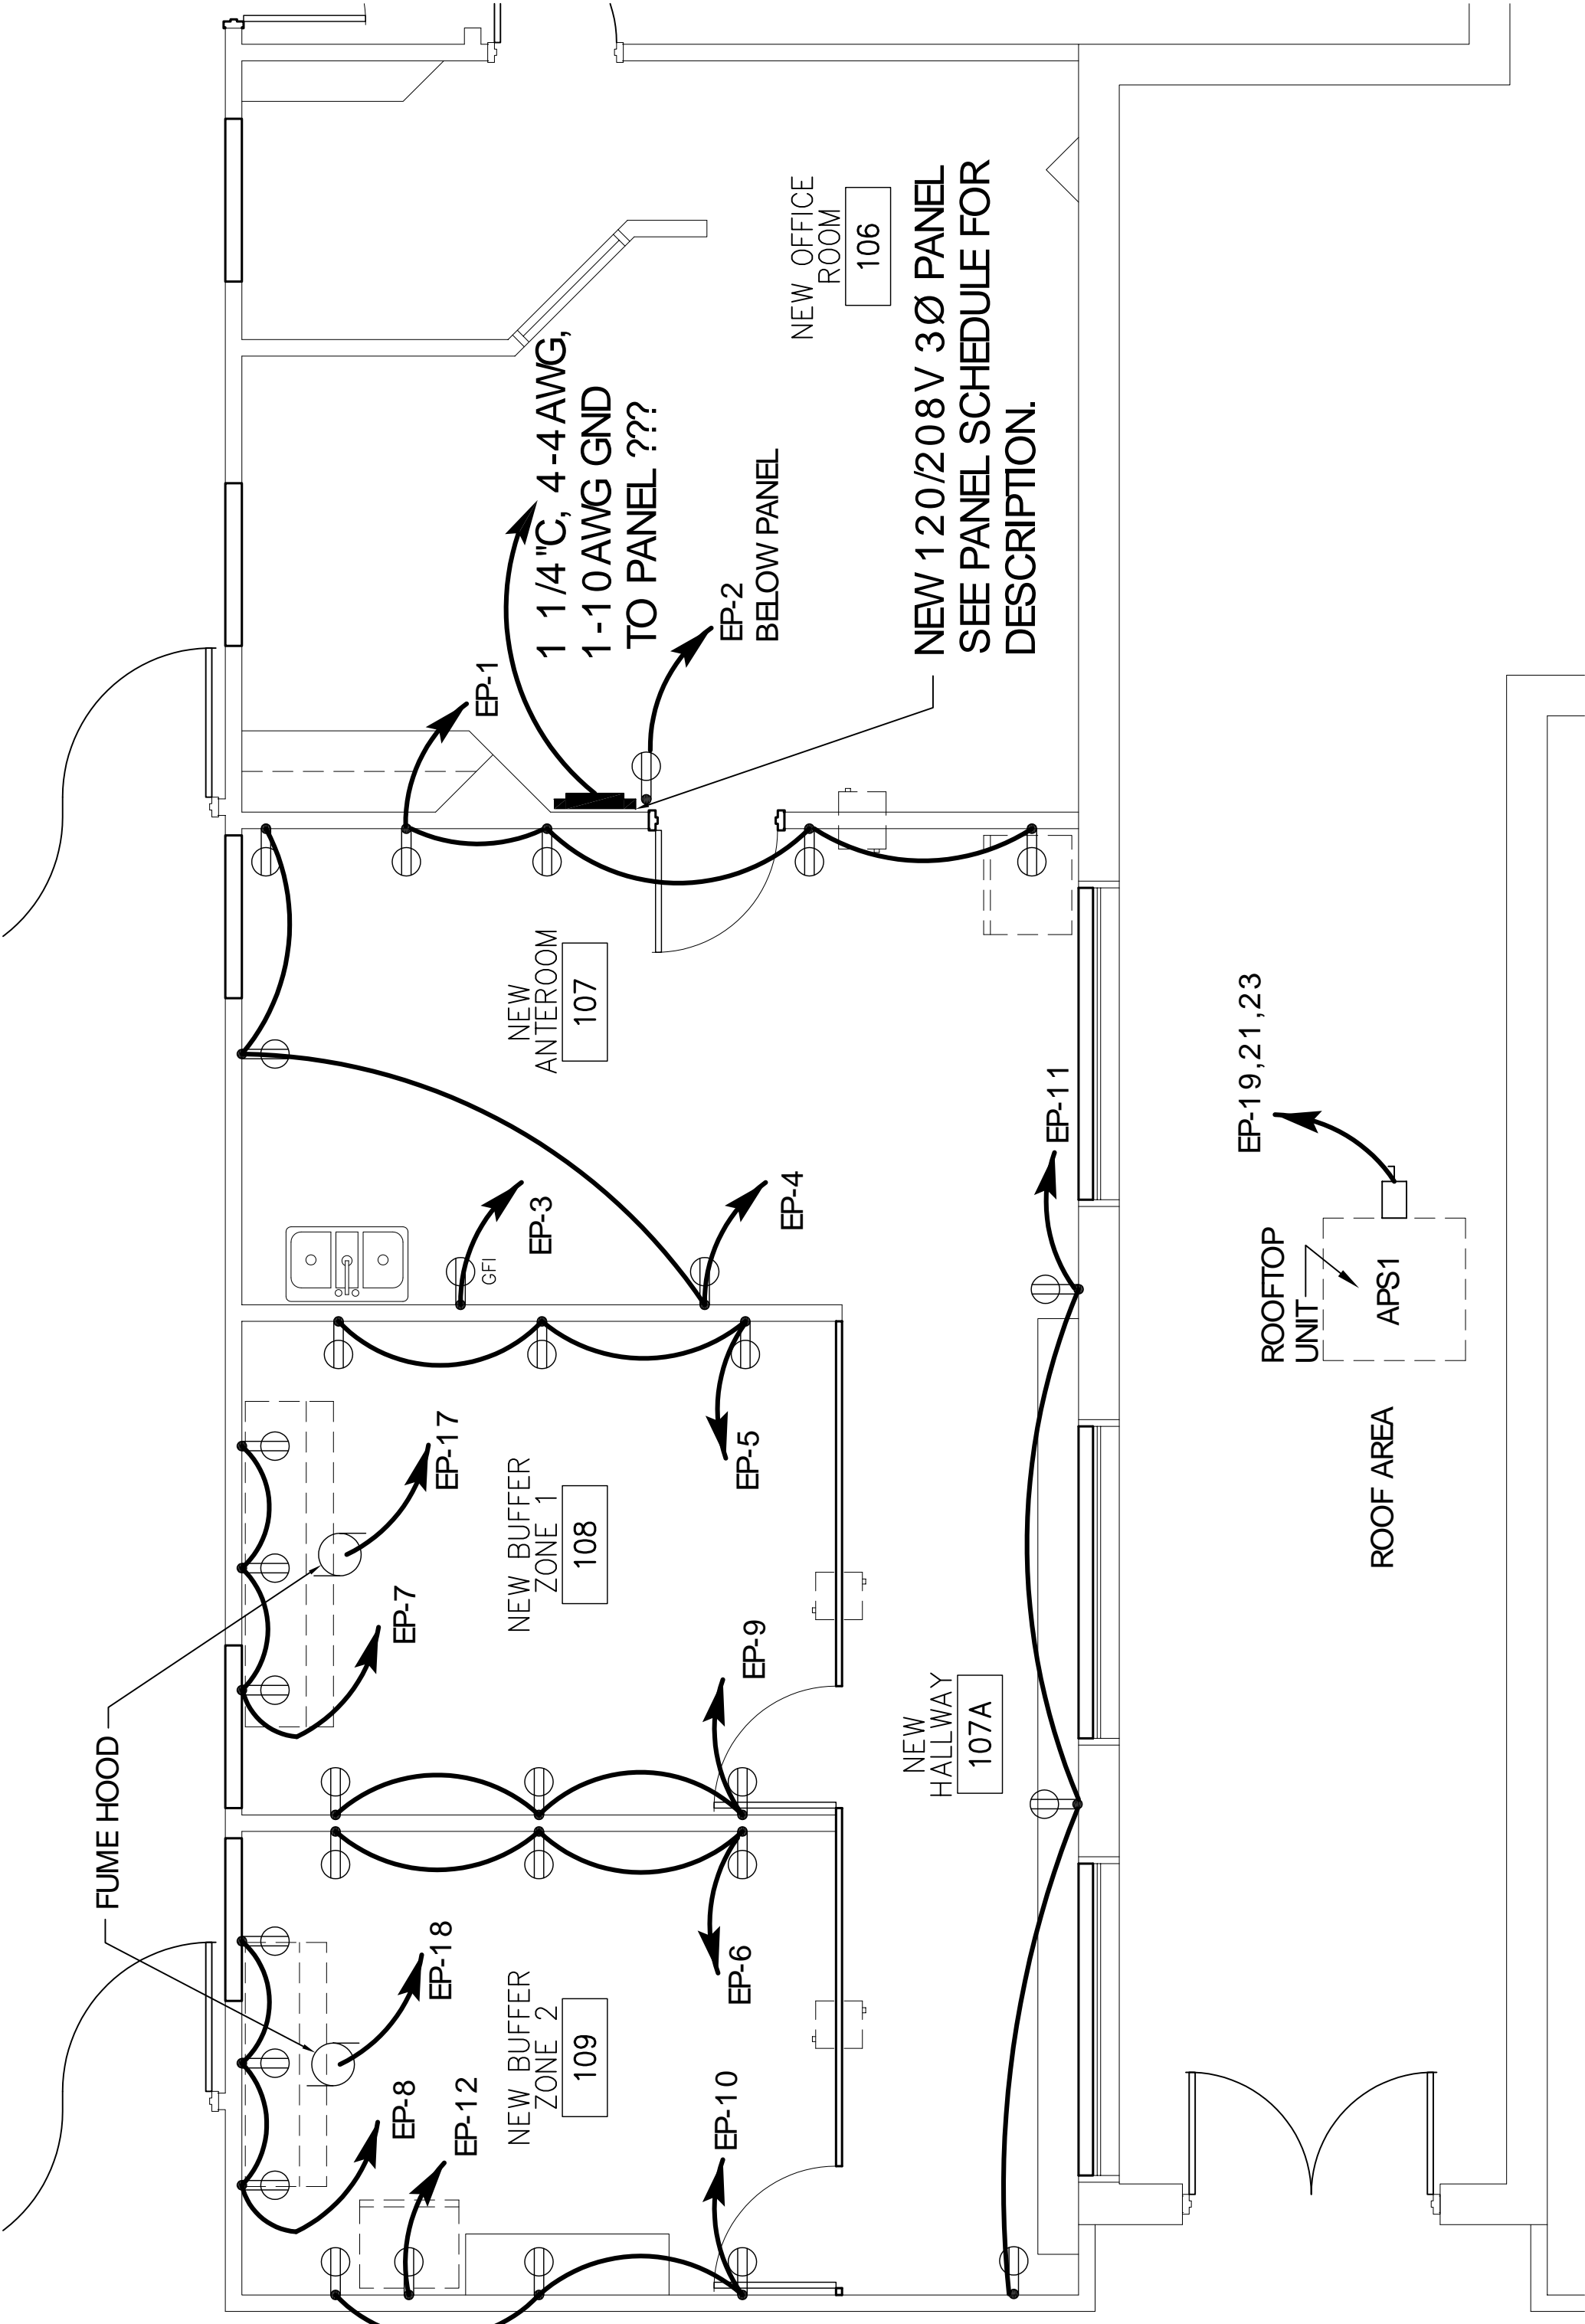 NEW OFFICE
ROOM
106
1 1/4"C, 4-4 AWG,
1-10 AWG GND
TO PANEL ???
EP-1
EP-2
BELOW PANEL
NEW 120/208V 3Ø PANEL
SEE PANEL SCHEDULE FOR
DESCRIPTION.
NEW
ANTEROOM
107
EP-3
GFI
EP-4
EP-11
EP-19,21,23
ROOFTOP
UNIT
APS1
ROOF AREA
EP-17
EP-5
NEW BUFFER
ZONE 1
108
EP-7
EP-9
FUME HOOD
NEW
HALLWAY
107A
EP-18
EP-6
NEW BUFFER
ZONE 2
109
EP-8
EP-12
EP-10